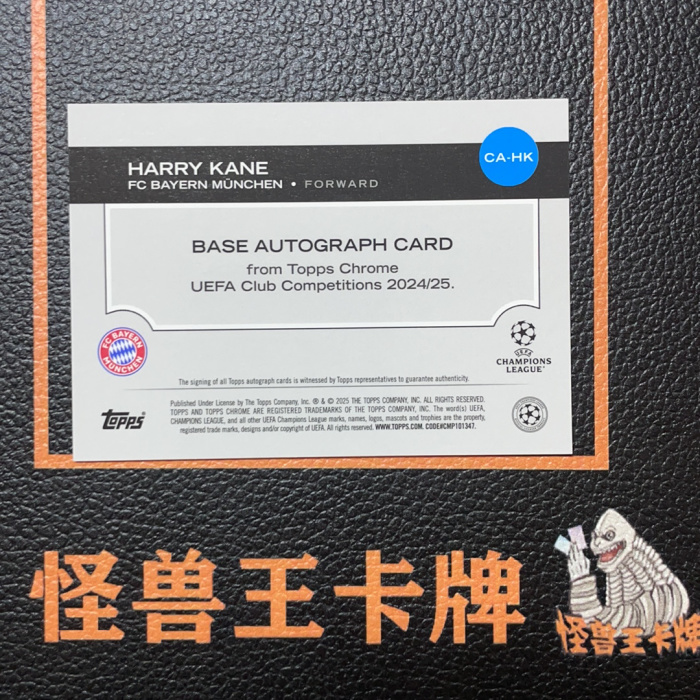 HARRY KANE
FC BAYERN MÜNCHEN • FORWARD
CA-HK
BASE AUTOGRAPH CARD
from Topps Chrome
UEFA Club Competitions 2024/25.
FC BAYERN
MÜNCHEN
UEFA
CHAMPIONS
LEAGUE
The signing of all Topps autograph cards is witnessed by Topps representatives to guarantee authenticity.
Topps
Published Under License by The Topps Company, Inc. ® & © 2025 THE TOPPS COMPANY, INC. ALL RIGHTS RESERVED.
TOPPS AND TOPPS CHROME ARE REGISTERED TRADEMARKS OF THE TOPPS COMPANY, INC. The word(s) UEFA,
CHAMPIONS LEAGUE, and all other UEFA Champions League marks, names, logos, mascots and trophies are the property,
registered trade marks, designs and/or copyright of UEFA. All rights reserved. WWW.TOPPS.COM. CODE#CMP101347.
怪兽王卡牌
怪兽王卡牌